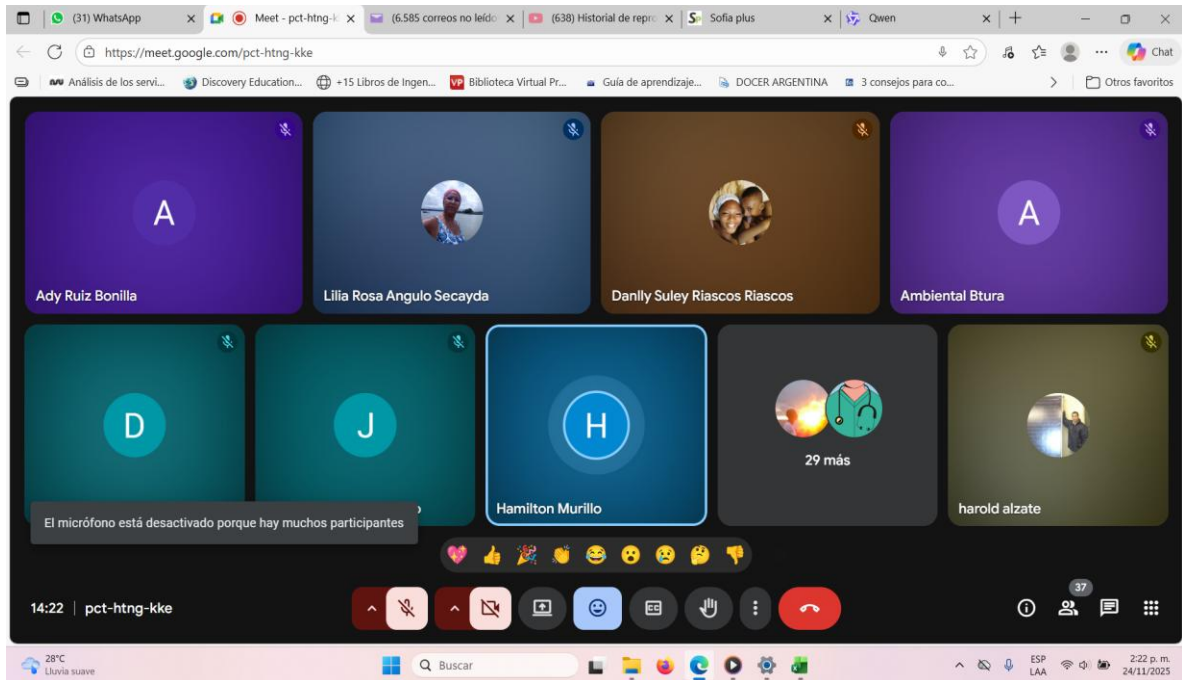 (31) WhatsApp
Meet - pct-htng-k
(6.585 correos no leído
(638) Historial de repro
Sofia plus
Qwen
https://meet.google.com/pct-htng-kke
Chat
Análisis de los servi...
Discovery Education...
+15 Libros de Ingen...
VP Biblioteca Virtual Pr...
Guía de aprendizaje...
DOCER ARGENTINA
3 consejos para co...
Otros favoritos
A
A
Ady Ruiz Bonilla
Lilia Rosa Angulo Secayda
Danlly Suley Riascos Riascos
Ambiental Btura
D
J
H
29 más
Hamilton Murillo
harold alzate
El micrófono está desactivado porque hay muchos participantes
14:22 | pct-htng-kke
37
28°C
Lluvia suave
Buscar
ESP
LAA
2:22 p. m.
24/11/2025